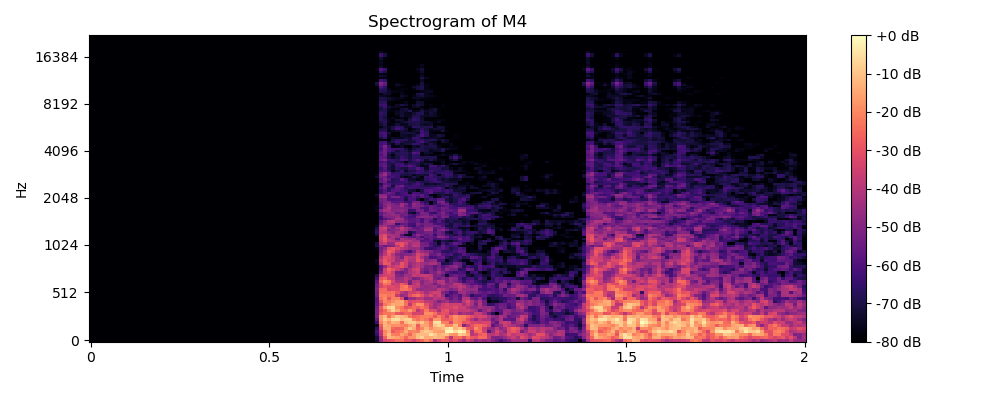 Spectrogram of M4
16384
8192
4096
2048
1024
512
0
Hz
0
0.5
1
1.5
2
Time
+0 dB
-10 dB
-20 dB
-30 dB
-40 dB
-50 dB
-60 dB
-70 dB
-80 dB